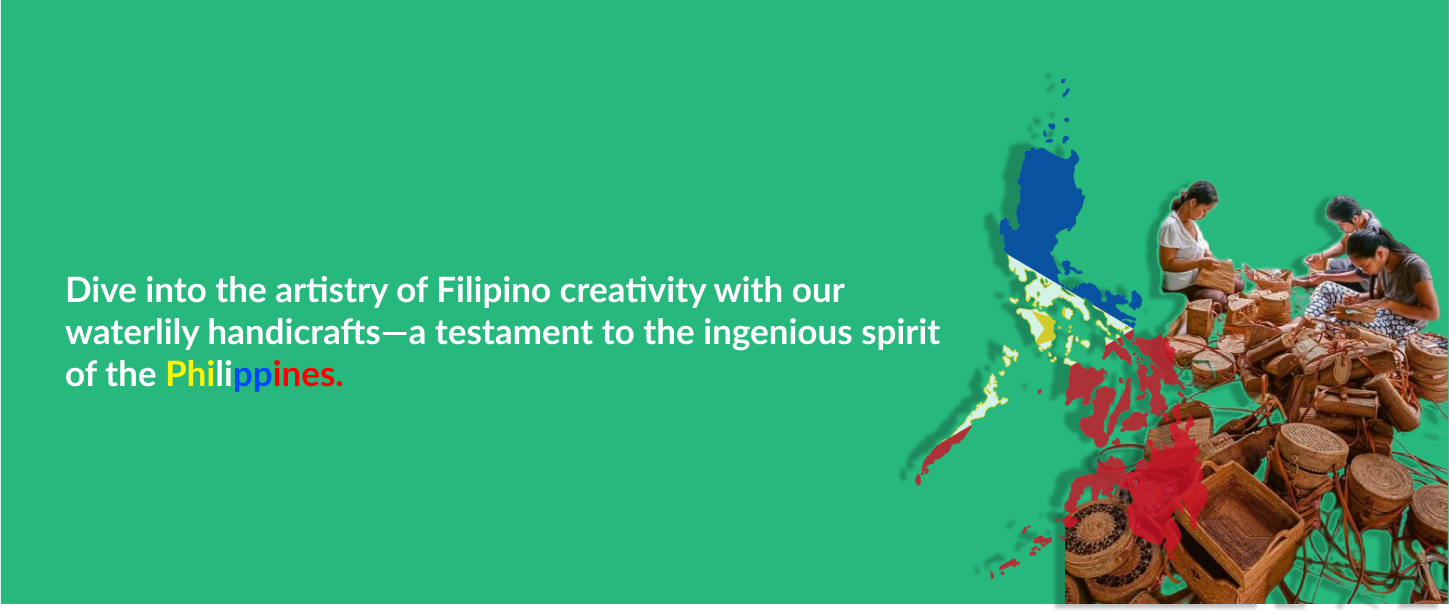 Dive into the artistry of Filipino creativity with our
waterlily handicrafts—a testament to the ingenious spirit
of the Philippines.